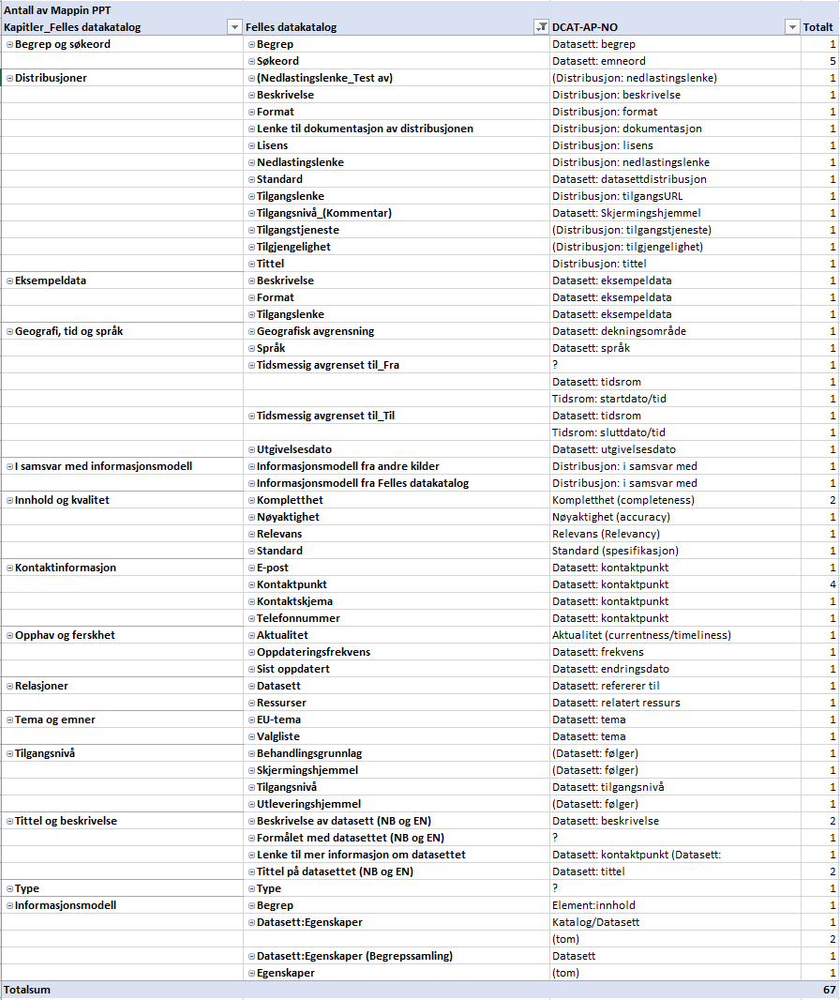 Antall av Mappin PPT
Kapitler_Felles datakatalog Felles datakatalog DCAT-AP-NO Totalt
Begrep og søkeord Begrep Datasett: begrep 1
Søkeord Datasett: emneord 5
Distribusjoner (Nedlastingslenke_Test av) (Distribusjon: nedlastingslenke) 1
Beskrivelse Distribusjon: beskrivelse 1
Format Distribusjon: format 1
Lenke til dokumentasjon av distribusjonen Distribusjon: dokumentasjon 1
Lisens Distribusjon: lisens 1
Nedlastingslenke Distribusjon: nedlastingslenke 1
Standard Datasett: datasettdistribusjon 1
Tilgangslenke Distribusjon: tilgangsURL 1
Tilgangsnivå_(Kommentar) Datasett: Skjermingshjemmel 1
Tilgangstjeneste (Distribusjon: tilgangstjeneste) 1
Tilgjengelighet (Distribusjon: tilgjengelighet) 1
Tittel Distribusjon: tittel 1
Eksempeldata Beskrivelse Datasett: eksempeldata 1
Format Datasett: eksempeldata 1
Tilgangslenke Datasett: eksempeldata 1
Geografi, tid og språk Geografisk avgrensning Datasett: dekningsområde 1
Språk Datasett: språk 1
Tidsmessig avgrenset til_Fra ? 1
Datasett: tidsrom 1
Tidsrom: startdato/tid 1
Tidsmessig avgrenset til_Til Datasett: tidsrom 1
Tidsrom: sluttdato/tid 1
Utgivelsesdato Datasett: utgivelsesdato 1
I samsvar med informasjonsmodell Informasjonsmodell fra andre kilder Distribusjon: i samsvar med 1
Informasjonsmodell fra Felles datakatalog Distribusjon: i samsvar med 1
Innhold og kvalitet Kompletthet Kompletthet (completeness) 2
Nøyaktighet Nøyaktighet (accuracy) 1
Relevans Relevans (Relevancy) 1
Standard Standard (spesifikasjon) 1
Kontaktinformasjon E-post Datasett: kontaktpunkt 1
Kontaktpunkt Datasett: kontaktpunkt 4
Kontaktskjema Datasett: kontaktpunkt 1
Telefonnummer Datasett: kontaktpunkt 1
Opphav og ferskhet Aktualitet Aktualitet (currentness/timeliness) 1
Oppdateringsfrekvens Datasett: frekvens 1
Sist oppdatert Datasett: endringsdato 1
Relasjoner Datasett Datasett: refererer til 1
Ressurser Datasett: relatert ressurs 1
Tema og emner EU-tema Datasett: tema 1
Valgliste Datasett: tema 1
Tilgangsnivå Behandlingsgrunnlag (Datasett: følger) 1
Skjermingshjemmel (Datasett: følger) 1
Tilgangsnivå Datasett: tilgangsnivå 1
Utleveringshjemmel (Datasett: følger) 1
Tittel og beskrivelse Beskrivelse av datasett (NB og EN) Datasett: beskrivelse 2
Formålet med datasettet (NB og EN) ? 1
Lenke til mer informasjon om datasettet Datasett: kontaktpunkt (Datasett: 1
Tittel på datasettet (NB og EN) Datasett: tittel 2
Type Type ? 1
Informasjonsmodell Begrep Element:innhold 1
Datasett:Egenskaper Katalog/Datasett 1
(tom) 2
Datasett:Egenskaper (Begrepssamling) Datasett 1
Egenskaper (tom) 1
Totalsum 67